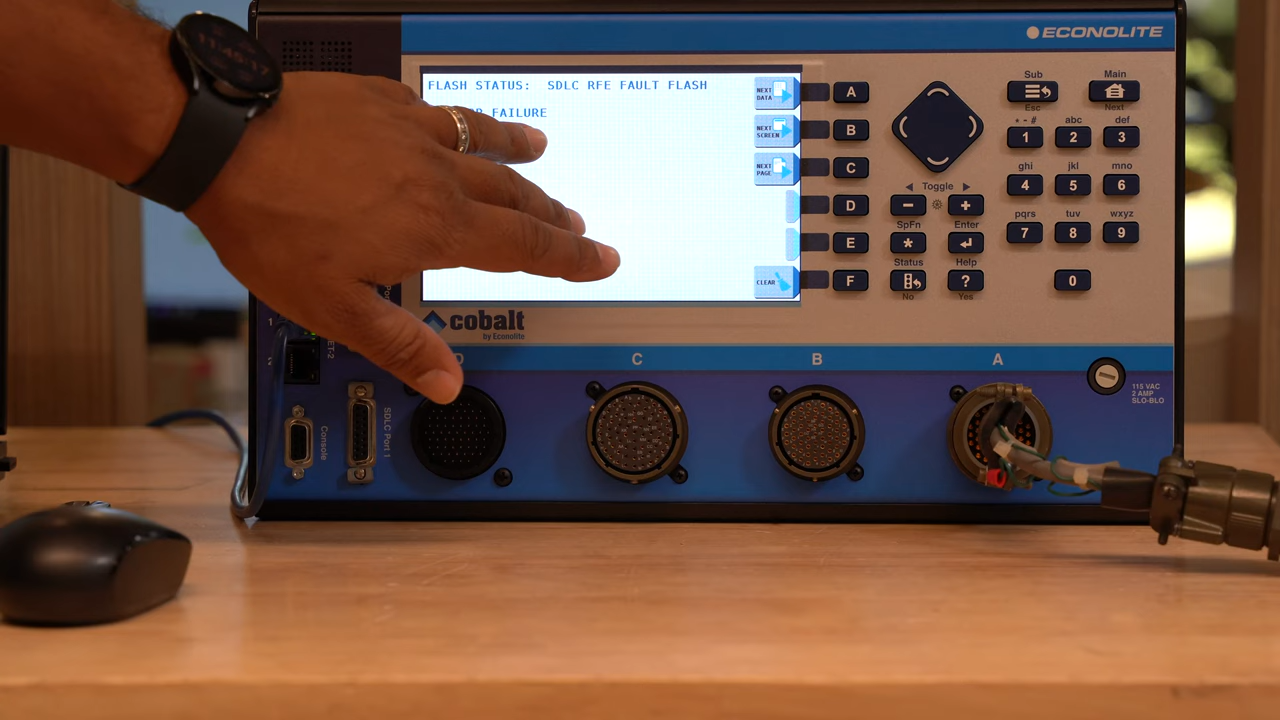 ECONOLITE
FLASH STATUS: SDLC RFE FAULT FLASH
FAILURE
NEXT DATA
NEXT SCREEN
NEXT PAGE
CLEAR
A
B
C
D
E
F
Sub
Main
Esc
Next
+ - #
abc
def
1
2
3
ghi
jkl
mno
4
5
6
pqrs
tuv
wxyz
7
8
9
0
Toggle
-
+
SpFn
Enter
*
Status
Help
?
No
Yes
cobalt
by Econolite
D
C
B
A
1
ET-2
Console
SDLC Port 1
115 VAC
2 AMP
SLO-BLO